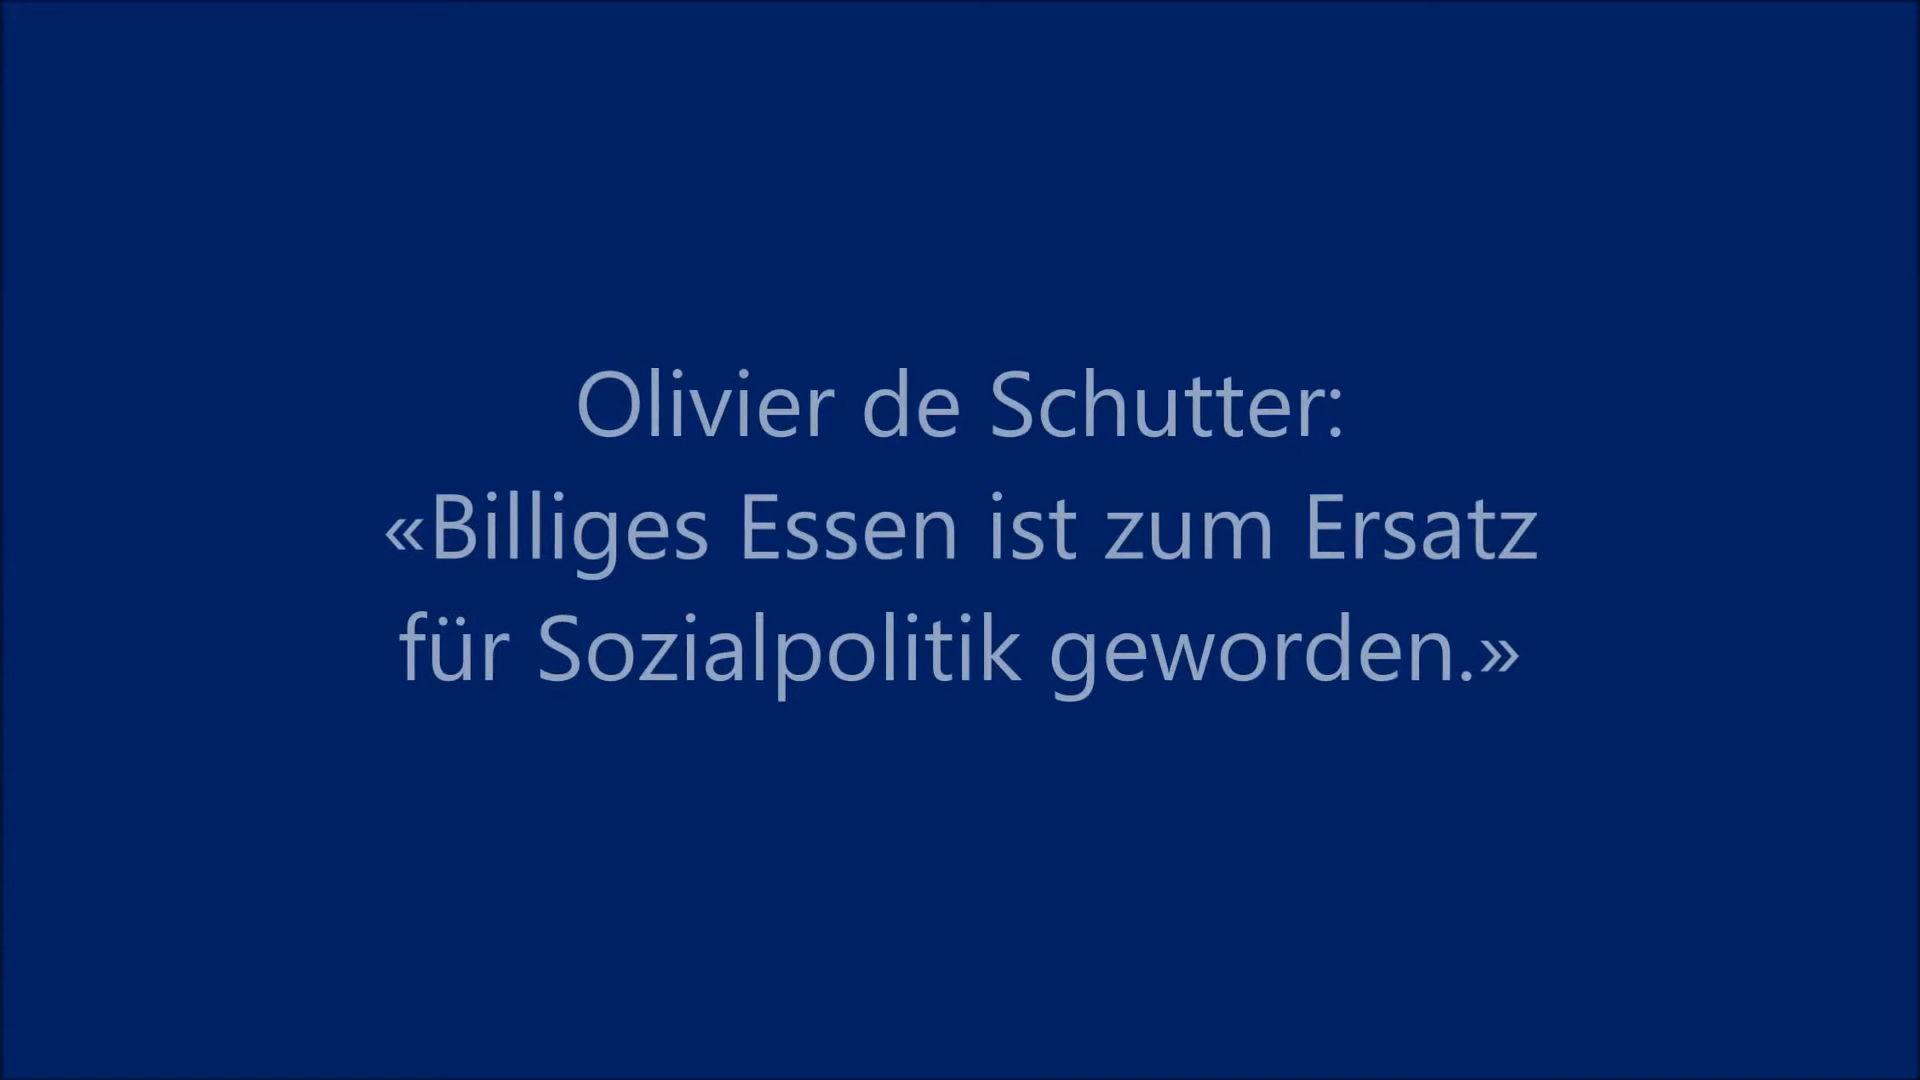 Olivier de Schutter:
«Billiges Essen ist zum Ersatz
für Sozialpolitik geworden.»